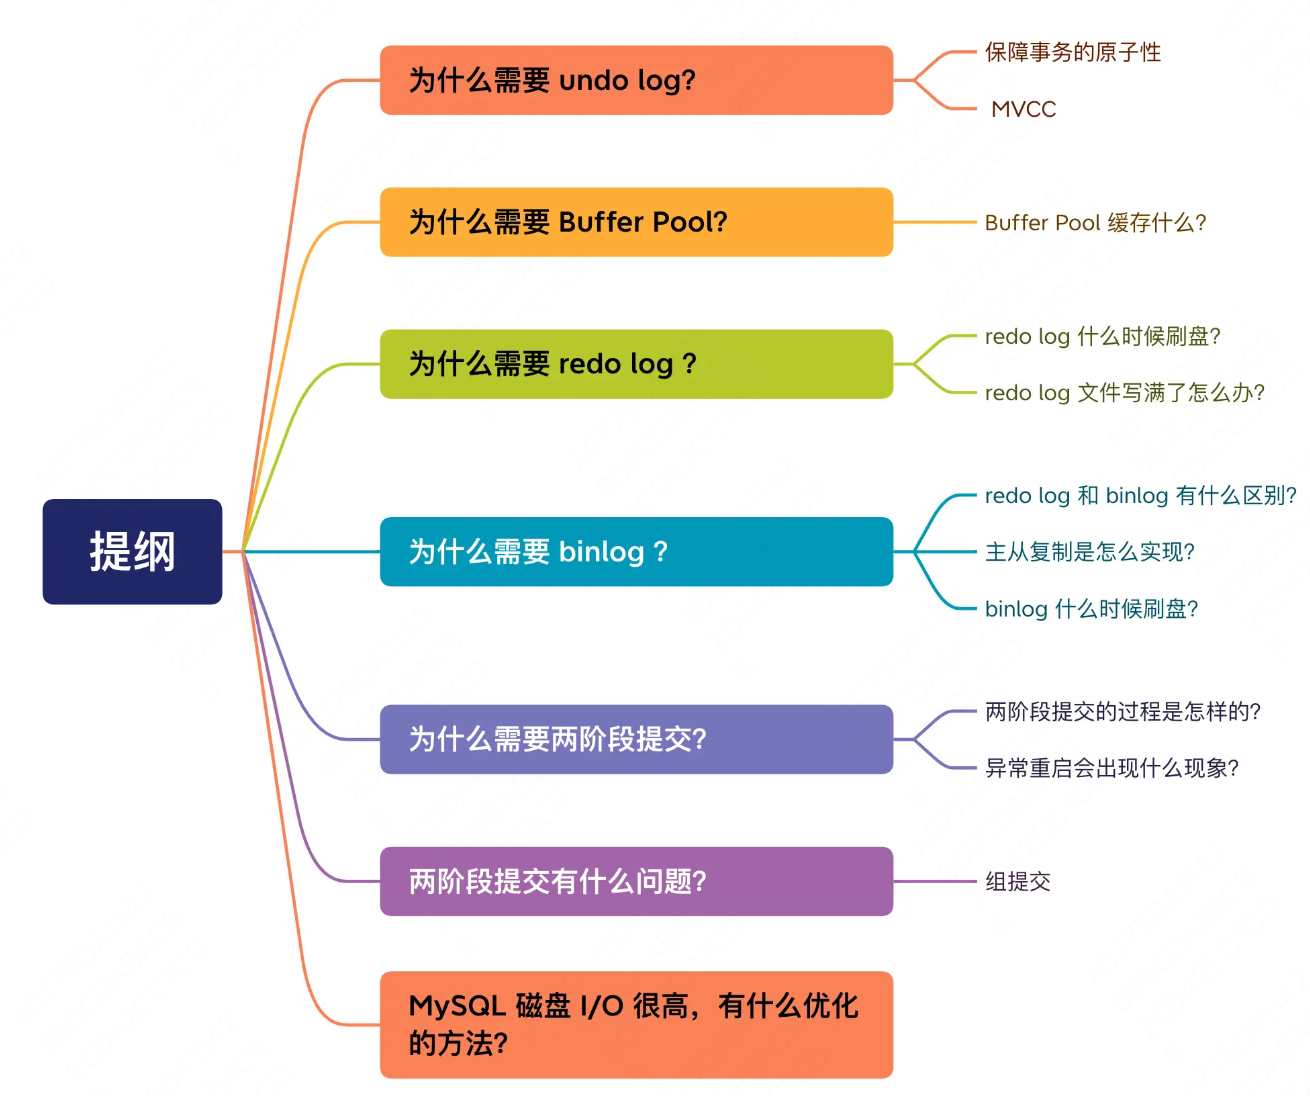 提纲
为什么需要 undo log?
保障事务的原子性
MVCC
为什么需要 Buffer Pool?
Buffer Pool 缓存什么?
为什么需要 redo log ?
redo log 什么时候刷盘?
redo log 文件写满了怎么办?
为什么需要 binlog ?
redo log 和 binlog 有什么区别?
主从复制是怎么实现?
binlog 什么时候刷盘?
为什么需要两阶段提交?
两阶段提交的过程是怎样的?
异常重启会出现什么现象?
两阶段提交有什么问题?
组提交
MySQL 磁盘 I/O 很高，有什么优化
的方法?